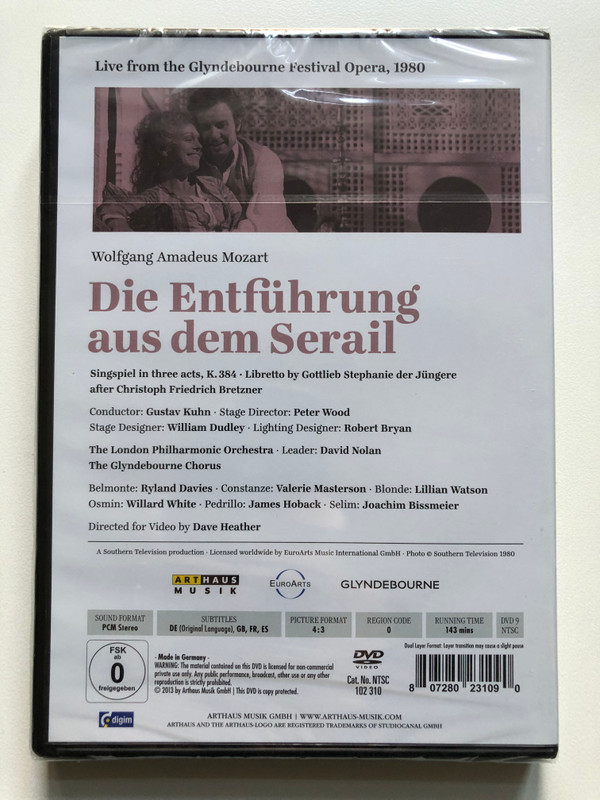 Live from the Glyndebourne Festival Opera, 1980
Wolfgang Amadeus Mozart
Die Entführung
aus dem Serail
Singspiel in three acts, K. 384 · Libretto by Gottlieb Stephanie der Jüngere
after Christoph Friedrich Bretzner
Conductor: Gustav Kuhn · Stage Director: Peter Wood
Stage Designer: William Dudley · Lighting Designer: Robert Bryan
The London Philharmonic Orchestra · Leader: David Nolan
The Glyndebourne Chorus
Belmonte: Ryland Davies · Constanze: Valerie Masterson · Blonde: Lillian Watson
Osmin: Willard White · Pedrillo: James Hoback · Selim: Joachim Bissmeier
Directed for Video by Dave Heather
A Southern Television production · Licensed worldwide by EuroArts Music International GmbH · Photo © Southern Television 1980
ARTHAUS
MUSIK
EUROARTS
GLYNDEBOURNE
SOUND FORMAT
PCM Stereo
SUBTITLES
DE (Original Language), GB, FR, ES
PICTURE FORMAT
4:3
REGION CODE
0
RUNNING TIME
143 mins
DVD 9
NTSC
Dual Layer Format: Layer transition may cause a slight pause
FSK
ab
0
freigegeben
· Made in Germany ·
WARNING: The material contained on this DVD is licensed for non-commercial
private use only. Any public performance, broadcast, other use or any other
reproduction is strictly prohibited.
© 2013 by Arthaus Musik GmbH | This DVD is copy protected.
DVD
VIDEO
Cat. No. NTSC
102 310
8 07280 23109 0
digim
ARTHAUS MUSIK GMBH | WWW.ARTHAUS-MUSIK.COM
ARTHAUS AND THE ARTHAUS-LOGO ARE REGISTERED TRADEMARKS OF STUDIOCANAL GMBH